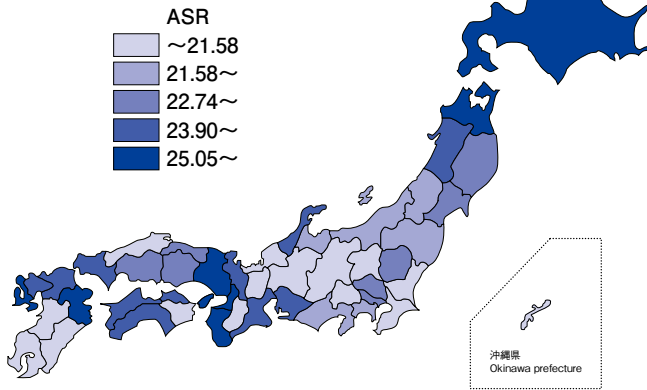 ASR
～21.58
21.58～
22.74～
23.90～
25.05～
沖縄県
Okinawa prefecture